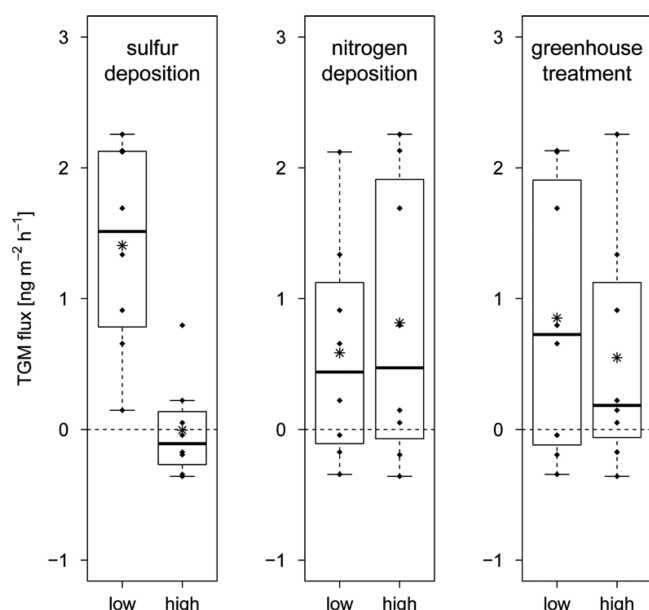 sulfur
deposition
nitrogen
deposition
greenhouse
treatment
TGM flux [ng m⁻² h⁻¹]
3
2
1
0
−1
3
2
1
0
−1
3
2
1
0
−1
low high
low high
low high